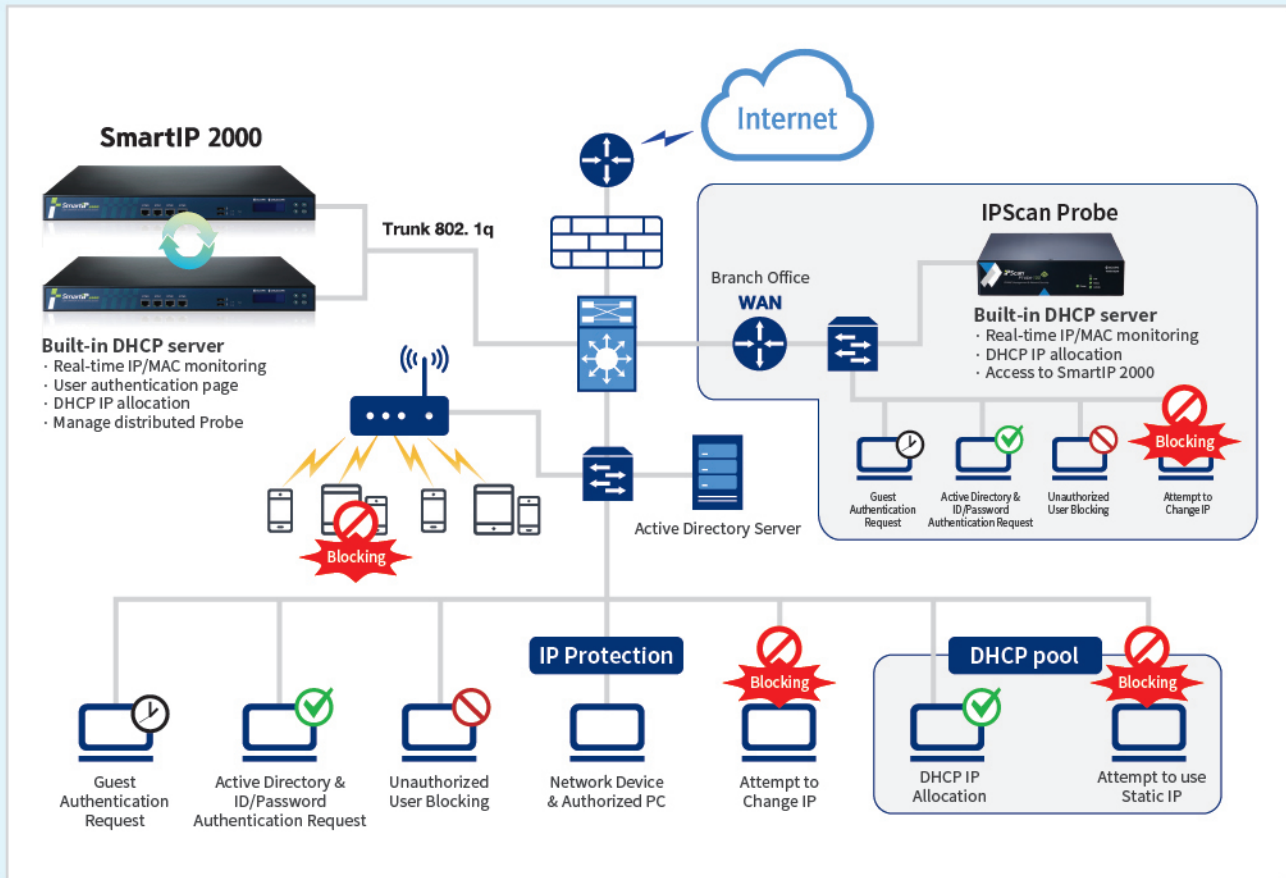 SmartIP 2000
SmartIP
SmartIP
Built-in DHCP server
· Real-time IP/MAC monitoring
· User authentication page
· DHCP IP allocation
· Manage distributed Probe
Trunk 802. 1q
Internet
Branch Office
WAN
IPScan Probe
IPScan
Built-in DHCP server
· Real-time IP/MAC monitoring
· DHCP IP allocation
· Access to SmartIP 2000
Blocking
Guest
Authentication
Request
Active Directory &
ID/Password
Authentication Request
Unauthorized
User Blocking
Attempt to
Change IP
Active Directory Server
Blocking
IP Protection
Blocking
DHCP pool
Blocking
Guest
Authentication
Request
Active Directory &
ID/Password
Authentication Request
Unauthorized
User Blocking
Network Device
& Authorized PC
Attempt to
Change IP
DHCP IP
Allocation
Attempt to use
Static IP